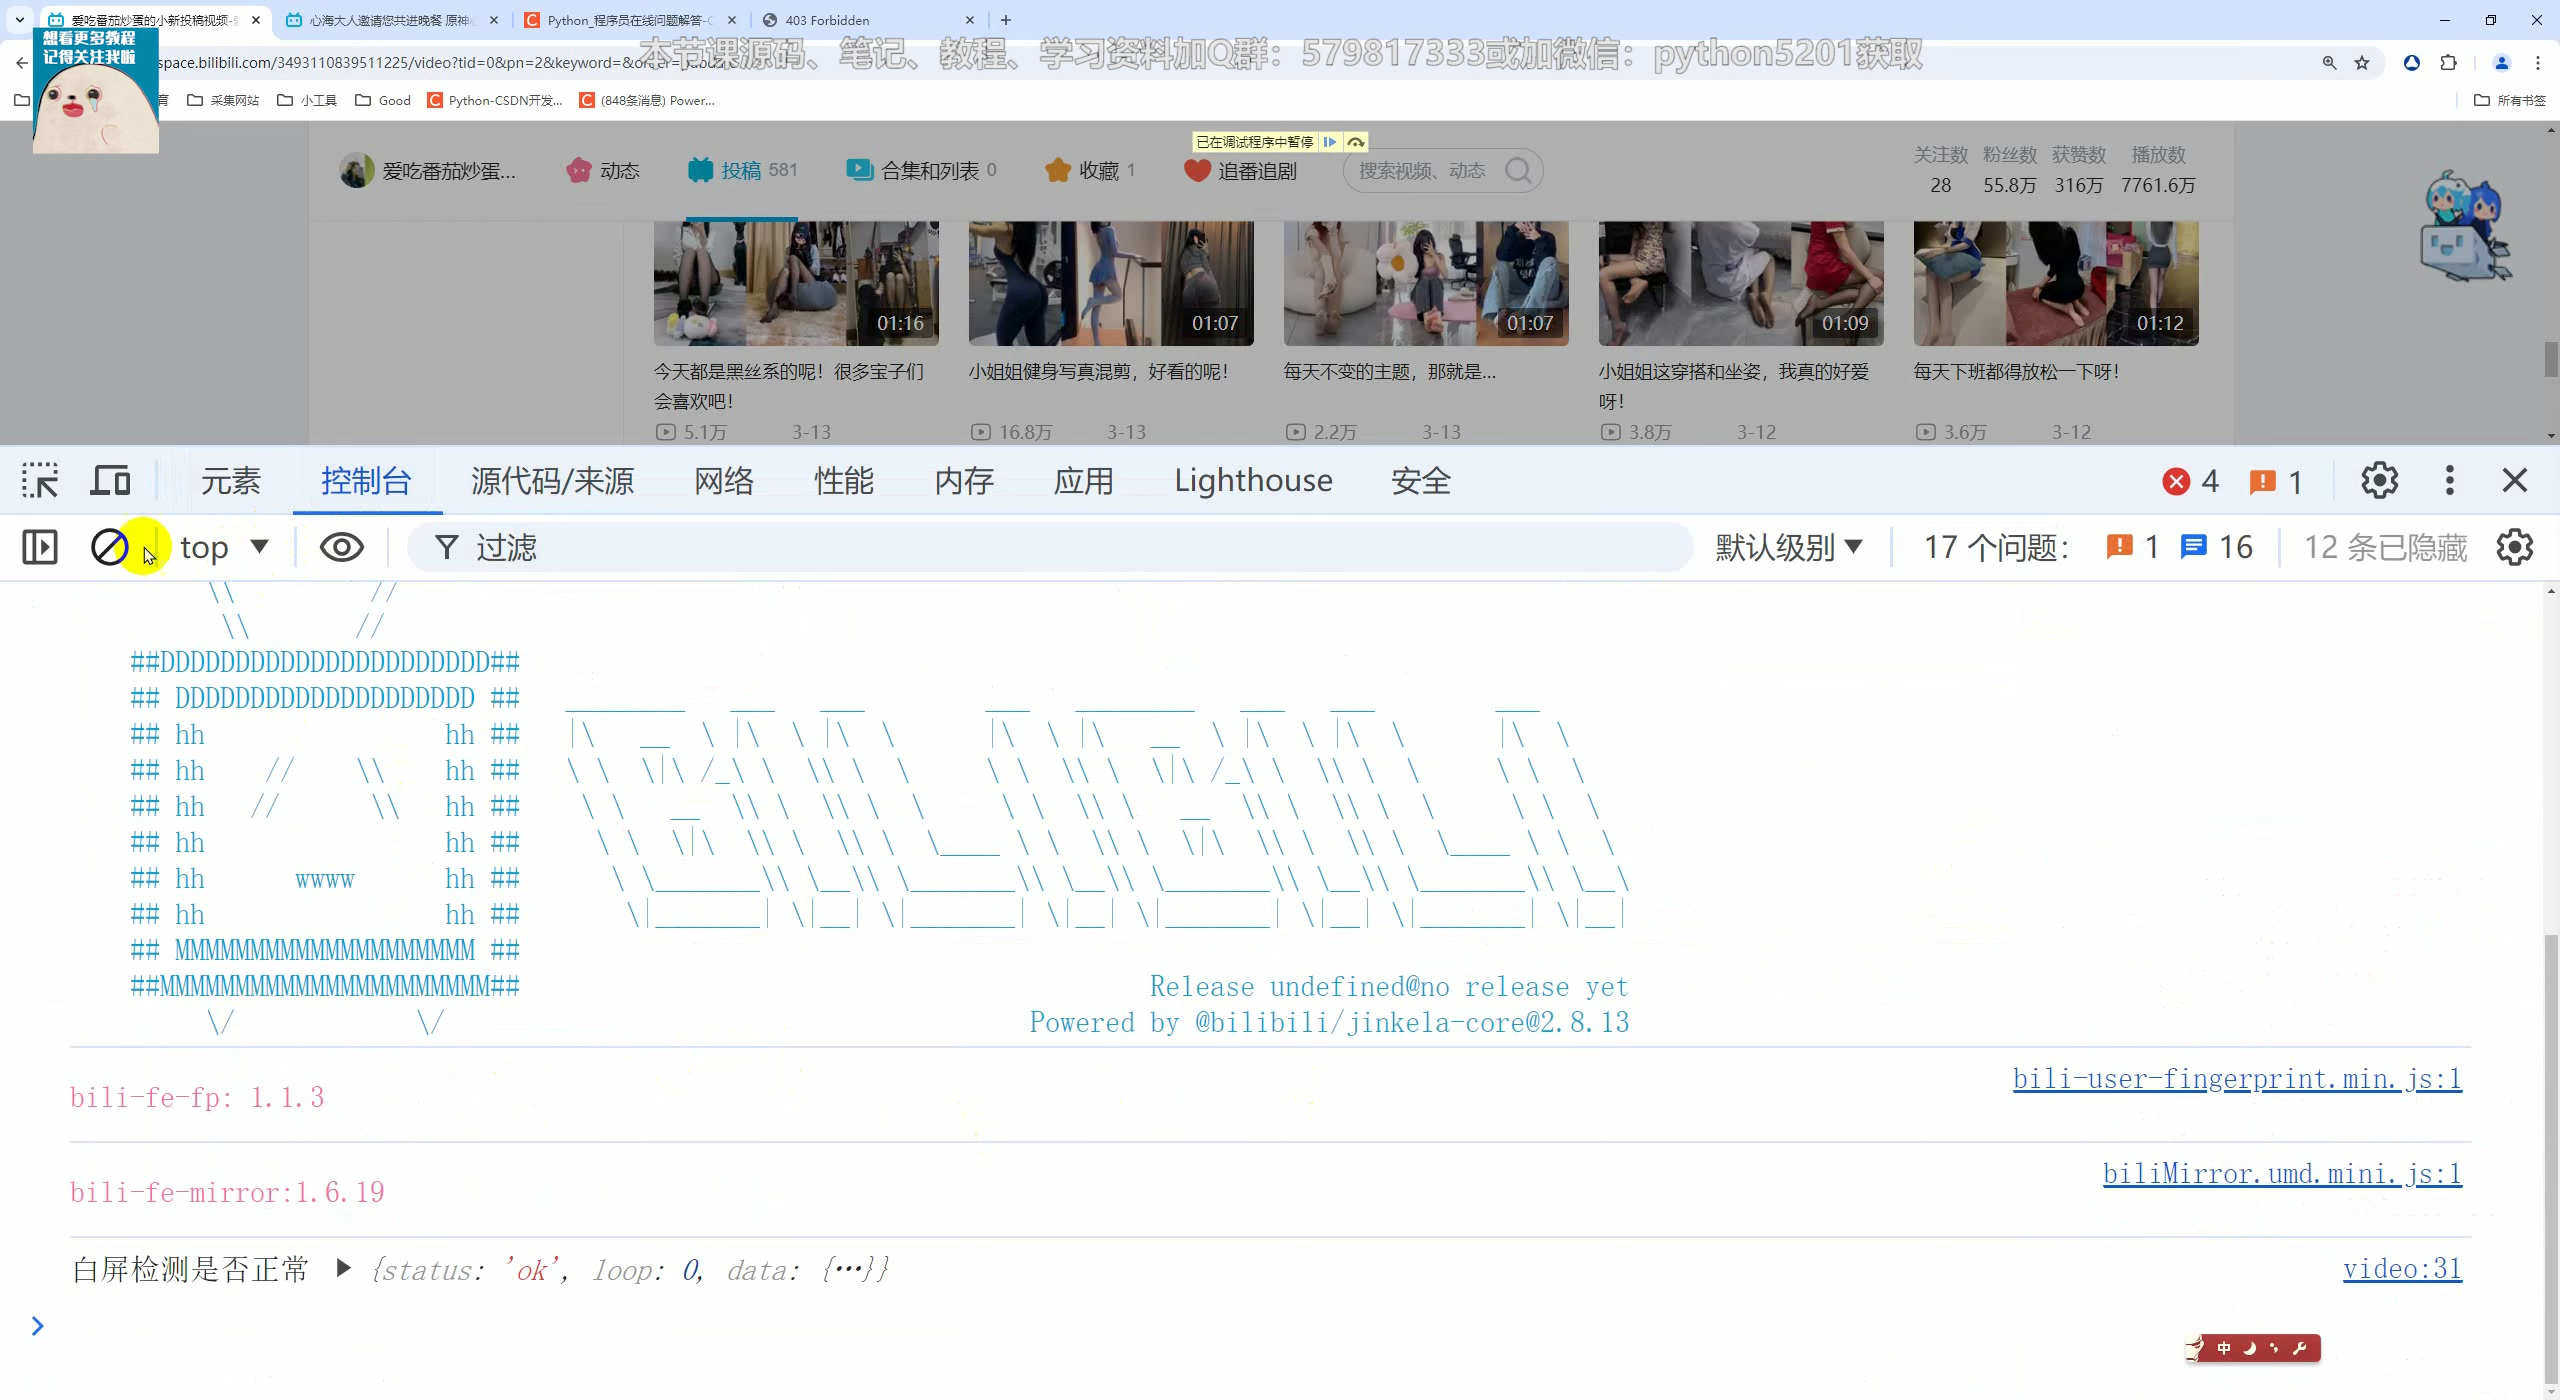 爱吃番茄炒蛋的小新投稿视频-
心海大人邀请您共进晚餐 原神
Python_程序员在线问题解答-C
403 Forbidden
想看更多教程
记得关注我啦
本节课源码、笔记、教程、学习资料加Q群：579817333或加微信：python5201获取
space.bilibili.com/3493110839511225/video?tid=0&pn=2&keyword=&or
育
采集网站
小工具
Good
Python-CSDN开发...
(848条消息) Power...
所有书签
已在调试程序中暂停
爱吃番茄炒蛋...
动态
投稿 581
合集和列表 0
收藏 1
追番追剧
搜索视频、动态
关注数 粉丝数 获赞数 播放数
28 55.8万 316万 7761.6万
01:16 01:07 01:07 01:09 01:12
今天都是黑丝系的呢！很多宝子们
会喜欢吧！
小姐姐健身写真混剪，好看的呢！
每天不变的主题，那就是...
小姐姐这穿搭和坐姿，我真的好爱
呀！
每天下班都得放松一下呀！
5.1万 3-13
16.8万 3-13
2.2万 3-13
3.8万 3-12
3.6万 3-12
元素 控制台 源代码/来源 网络 性能 内存 应用 Lighthouse 安全 4 1
top 过滤 默认级别 17 个问题： 1 16 12 条已隐藏
##DDDDDDDDDDDDDDDDDDDDDD##
## DDDDDDDDDDDDDDDDDDDD ##
## hh hh ##
## hh // \\ hh ##
## hh // \\ hh ##
## hh hh ##
## hh wwww hh ##
## hh hh ##
## MMMMMMMMMMMMMMMMMMMM ##
##MMMMMMMMMMMMMMMMMMMMMM##
Release undefined@no release yet
Powered by @bilibili/jinkela-core@2.8.13
bili-fe-fp: 1.1.3
bili-user-fingerprint.min.js:1
bili-fe-mirror:1.6.19
biliMirror.umd.mini.js:1
白屏检测是否正常 {status: 'ok', loop: 0, data: {…}}
video:31
中